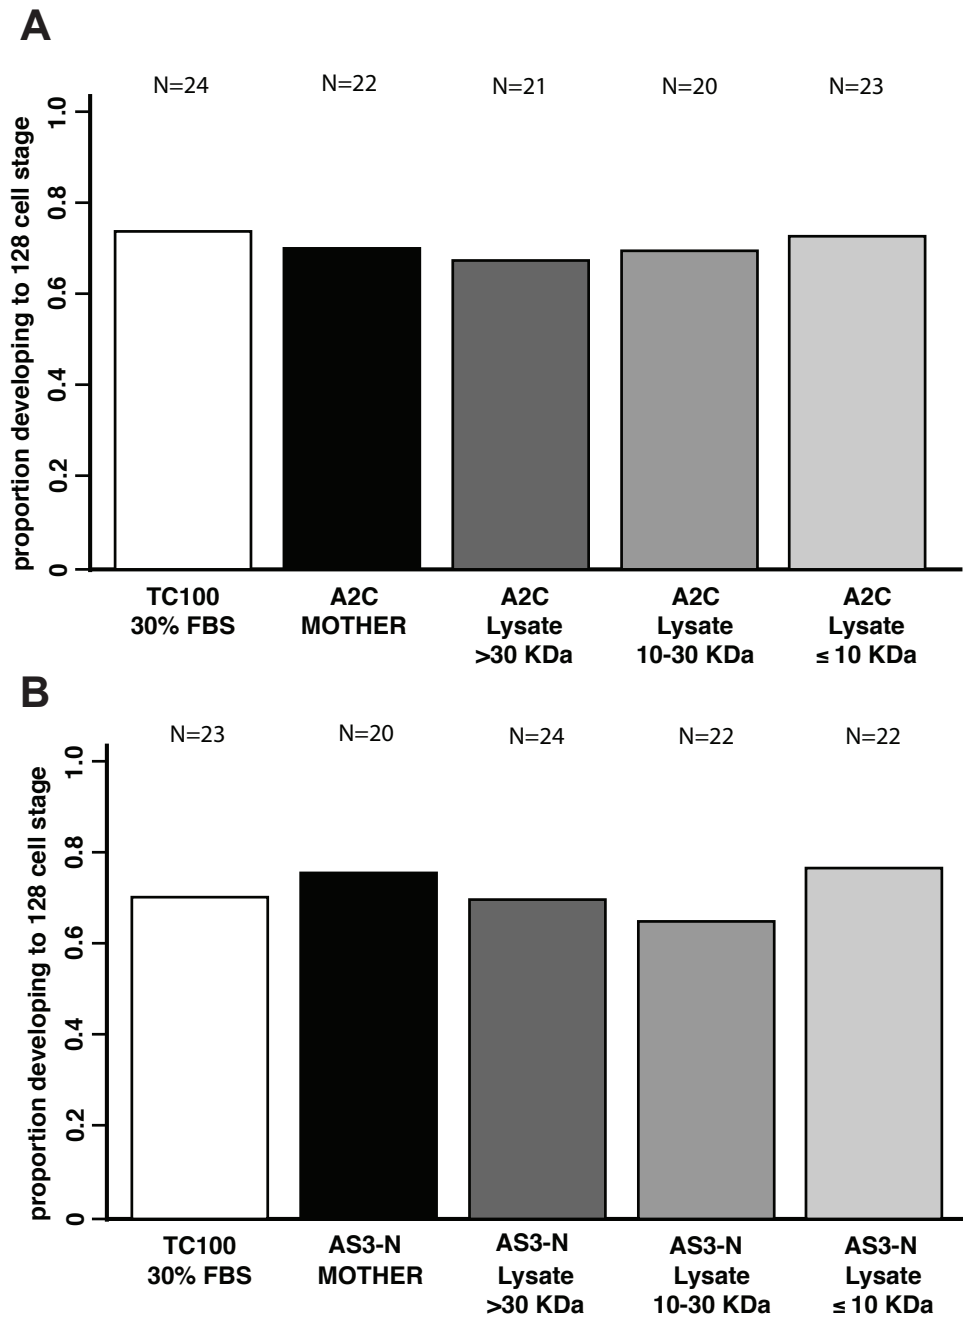 A
N=24 N=22 N=21 N=20 N=23
proportion developing to 128 cell stage
1.0
0.8
0.6
0.4
0.2
0
TC100 A2C A2C A2C A2C
30% FBS MOTHER Lysate Lysate Lysate
>30 KDa 10-30 KDa ≤ 10 KDa
B
N=23 N=20 N=24 N=22 N=22
proportion developing to 128 cell stage
1.0
0.8
0.6
0.4
0.2
0
TC100 AS3-N AS3-N AS3-N AS3-N
30% FBS MOTHER Lysate Lysate Lysate
>30 KDa 10-30 KDa ≤ 10 KDa